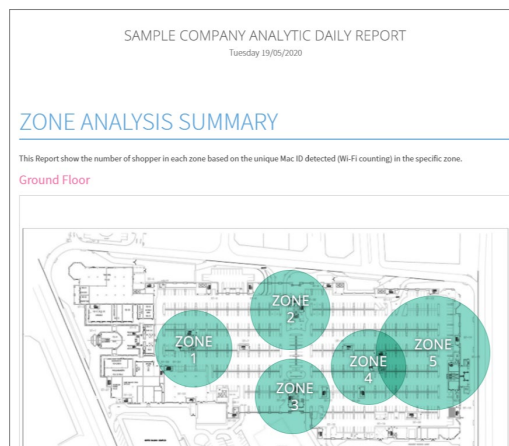 SAMPLE COMPANY ANALYTIC DAILY REPORT
Tuesday 19/05/2020
ZONE ANALYSIS SUMMARY
This Report show the number of shopper in each zone based on the unique Mac ID detected (Wi-Fi counting) in the specific zone.
Ground Floor
ZONE
2
ZONE
1
ZONE
5
ZONE
4
ZONE
3